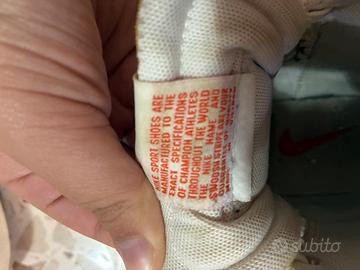 SPORT SHOES ARE
MANUFACTURED TO THE
EXACT SPECIFICATIONS
OF CHAMPION ATHLETES
THROUGHOUT THE WORLD
THE NIKE NAME AND
SWOOSH STRIPE ARE YOUR
subito